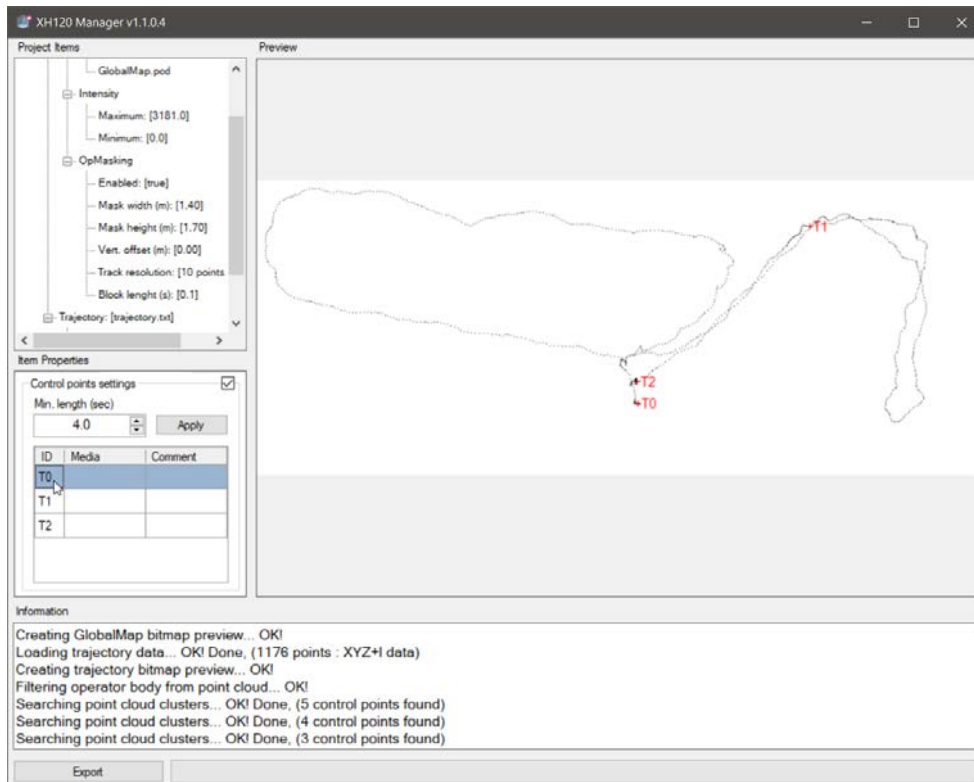 XH120 Manager v1.1.0.4
Project Items
GlobalMap.pod
Intensity
Maximum: [3181.0]
Minimum: [0.0]
OpMasking
Enabled: [true]
Mask width (m): [1.40]
Mask height (m): [1.70]
Vert. offset (m): [0.00]
Track resolution: [10 points
Block lenght (s): [0.1]
Trajectory: [trajectory.txt]
Item Properties
Control points settings
Min. length (sec)
4.0 Apply
ID Media Comment
T0
T1
T2
Preview
T1
T2
T0
Information
Creating GlobalMap bitmap preview... OK!
Loading trajectory data... OK! Done, (1176 points : XYZ+I data)
Creating trajectory bitmap preview... OK!
Filtering operator body from point cloud... OK!
Searching point cloud clusters... OK! Done, (5 control points found)
Searching point cloud clusters... OK! Done, (4 control points found)
Searching point cloud clusters... OK! Done, (3 control points found)
Export